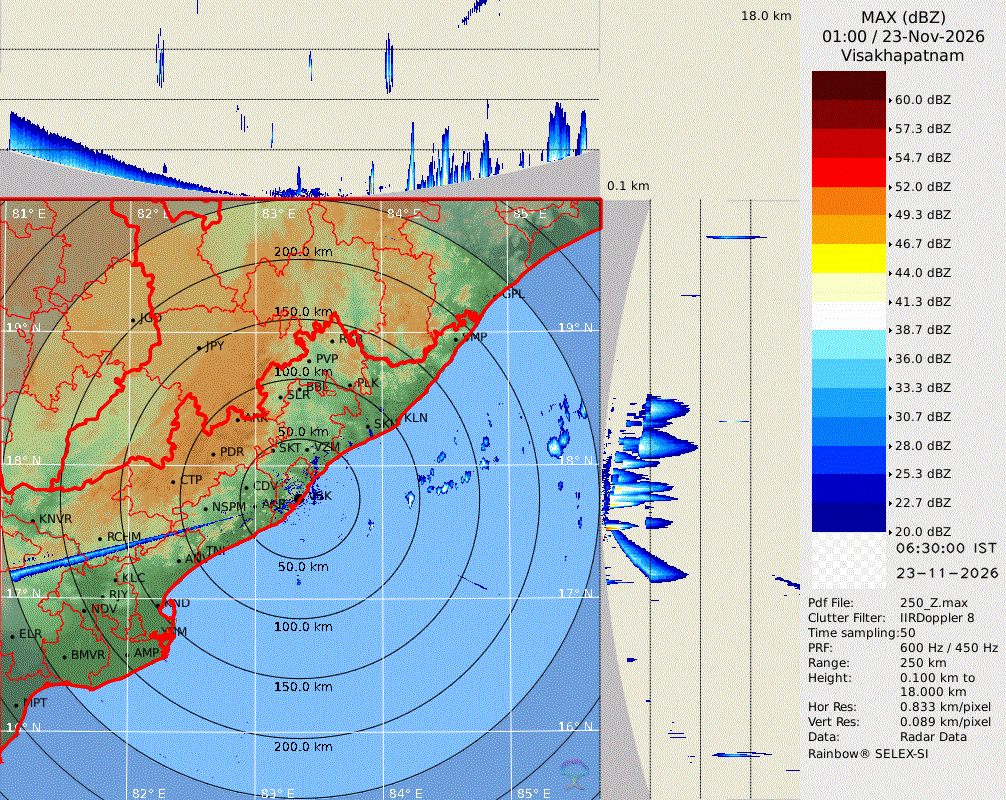 18.0 km
MAX (dBZ)
01:00 / 23-Nov-2026
Visakhapatnam
60.0 dBZ
57.3 dBZ
54.7 dBZ
52.0 dBZ
49.3 dBZ
46.7 dBZ
44.0 dBZ
41.3 dBZ
38.7 dBZ
36.0 dBZ
33.3 dBZ
30.7 dBZ
28.0 dBZ
25.3 dBZ
22.7 dBZ
20.0 dBZ
06:30:00 IST
23-11-2026
Pdf File: 250_Z.max
Clutter Filter: IIRDoppler 8
Time sampling:50
PRF: 600 Hz / 450 Hz
Range: 250 km
Height: 0.100 km to
18.000 km
Hor Res: 0.833 km/pixel
Vert Res: 0.089 km/pixel
Data: Radar Data
Rainbow® SELEX-SI
0.1 km
81° E 82° E 83° E 84° E 85° E
200.0 km
GPL
150.0 km
JGD
19° N 19° N
JPY
PVP
100.0 km
BBL PLK
SLR
KLN
50.0 km
SKT VZM
PDR
18° N 18° N
CTP
CDV
NSPM
KNVR
RCHM
TNI
50.0 km
KLC
RJY
17° N 17° N
NDV
KND
100.0 km
ELR
BMVR AMP
150.0 km
MPT
16° N 16° N
200.0 km
82° E 83° E 84° E 85° E